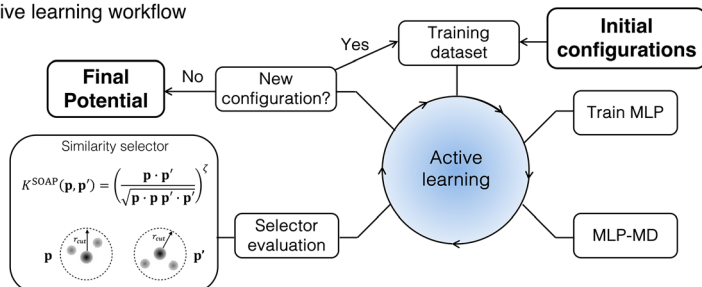 ive learning workflow
Initial
configurations
Training
dataset
Yes
Final
Potential
No
New
configuration?
Train MLP
Active
learning
Similarity selector
K^SOAP(p, p′) = (p · p′ / √(p · p p′ · p′))^ζ
r_cut
r_cut
p
p′
Selector
evaluation
MLP-MD